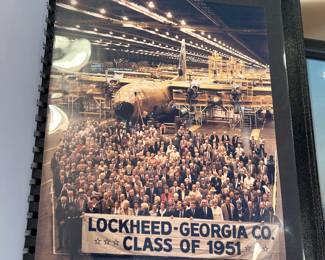 LOCKHEED-GEORGIA CO.
☆☆☆ CLASS OF 1951 ☆☆☆